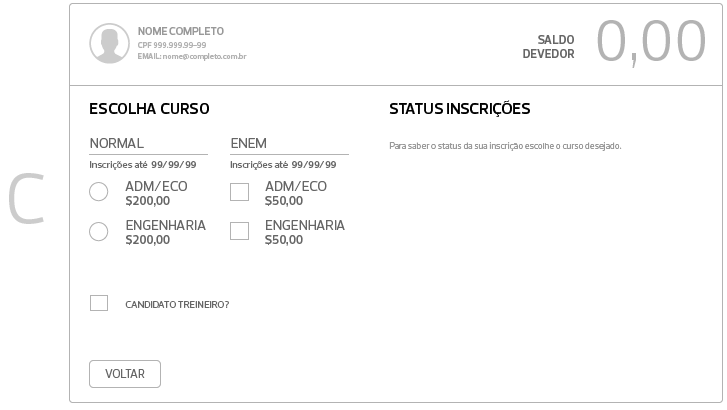 C
NOME COMPLETO
CPF 999.999.99-99
EMAIL: nome@completo.com.br
SALDO
DEVEDOR
0,00
ESCOLHA CURSO
NORMAL
Inscrições até 99/99/99
ADM/ECO
$200,00
ENGENHARIA
$200,00
ENEM
Inscrições até 99/99/99
ADM/ECO
$50,00
ENGENHARIA
$50,00
CANDIDATO TREINEIRO?
VOLTAR
STATUS INSCRIÇÕES
Para saber o status da sua inscrição escolhe o curso desejado.